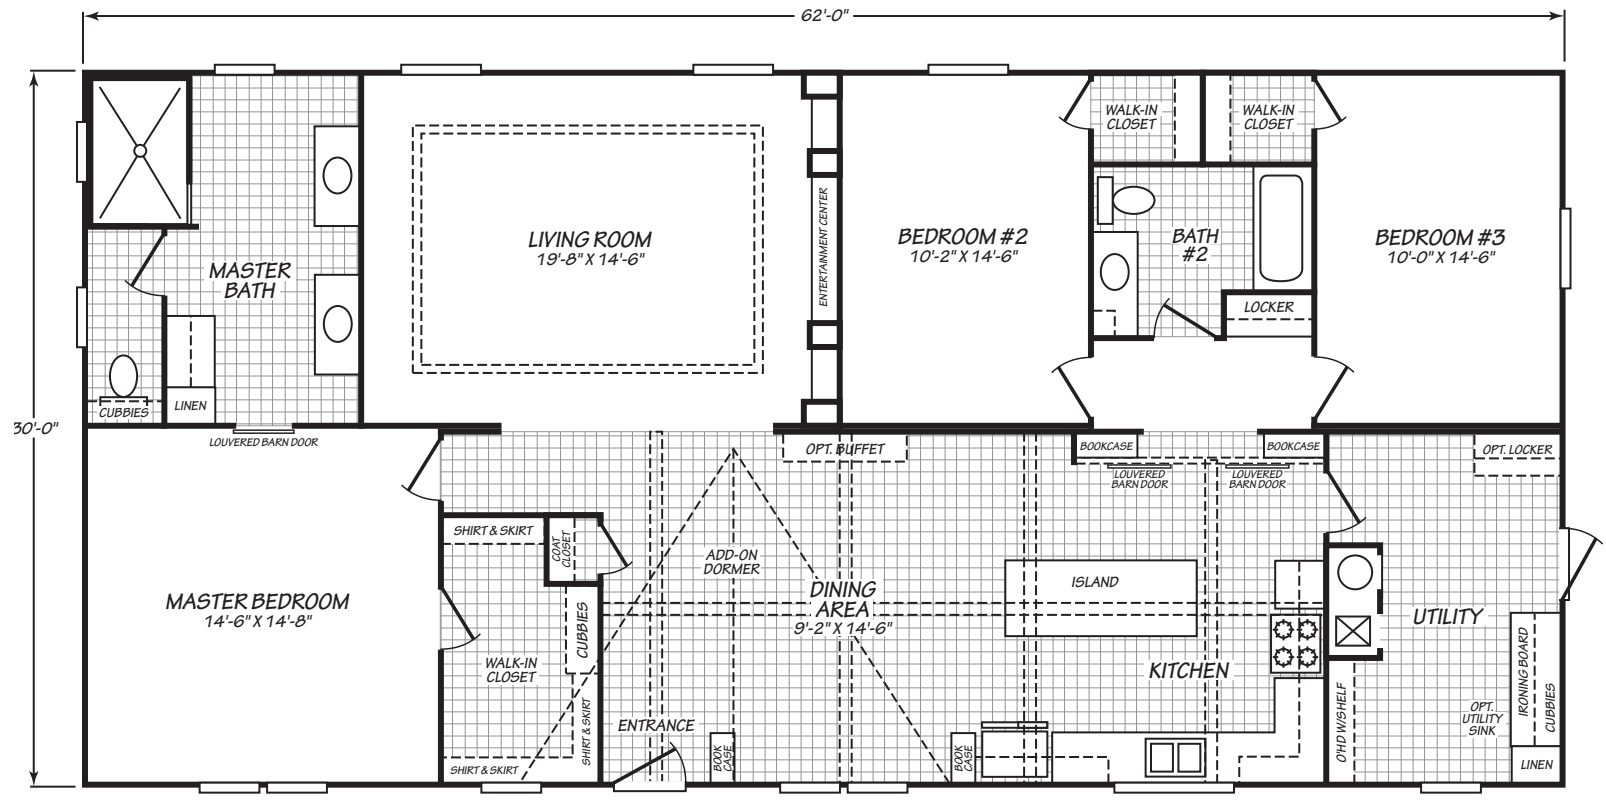 62'-0"
30'-0"
WALK-IN
CLOSET
WALK-IN
CLOSET
MASTER
BATH
LIVING ROOM
19'-8" X 14'-6"
ENTERTAINMENT CENTER
BEDROOM #2
10'-2" X 14'-6"
BATH
#2
BEDROOM #3
10'-0" X 14'-6"
LOCKER
CUBBIES
LINEN
LOUVERED BARN DOOR
OPT. BUFFET
BOOKCASE
BOOKCASE
OPT. LOCKER
LOUVERED
BARN DOOR
LOUVERED
BARN DOOR
SHIRT & SKIRT
COAT
CLOSET
ADD-ON
DORMER
ISLAND
MASTER BEDROOM
14'-6" X 14'-8"
DINING
AREA
9'-2" X 14'-6"
CUBBIES
UTILITY
WALK-IN
CLOSET
KITCHEN
SHIRT & SKIRT
ENTRANCE
IRONING BOARD
CUBBIES
O'HD W/SHELF
OPT.
UTILITY
SINK
BOOK
CASE
BOOK
CASE
SHIRT & SKIRT
LINEN